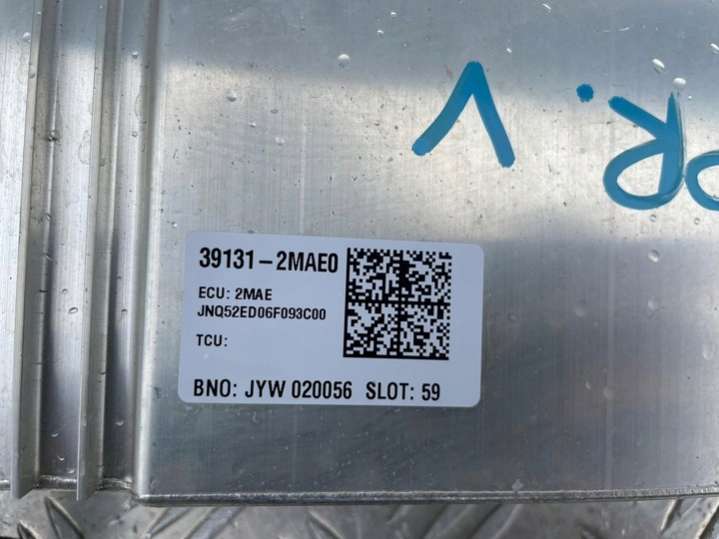 39131-2MAE0
ECU: 2MAE
JNQ52ED06F093C00
TCU:
BNO: JYW 020056 SLOT: 59